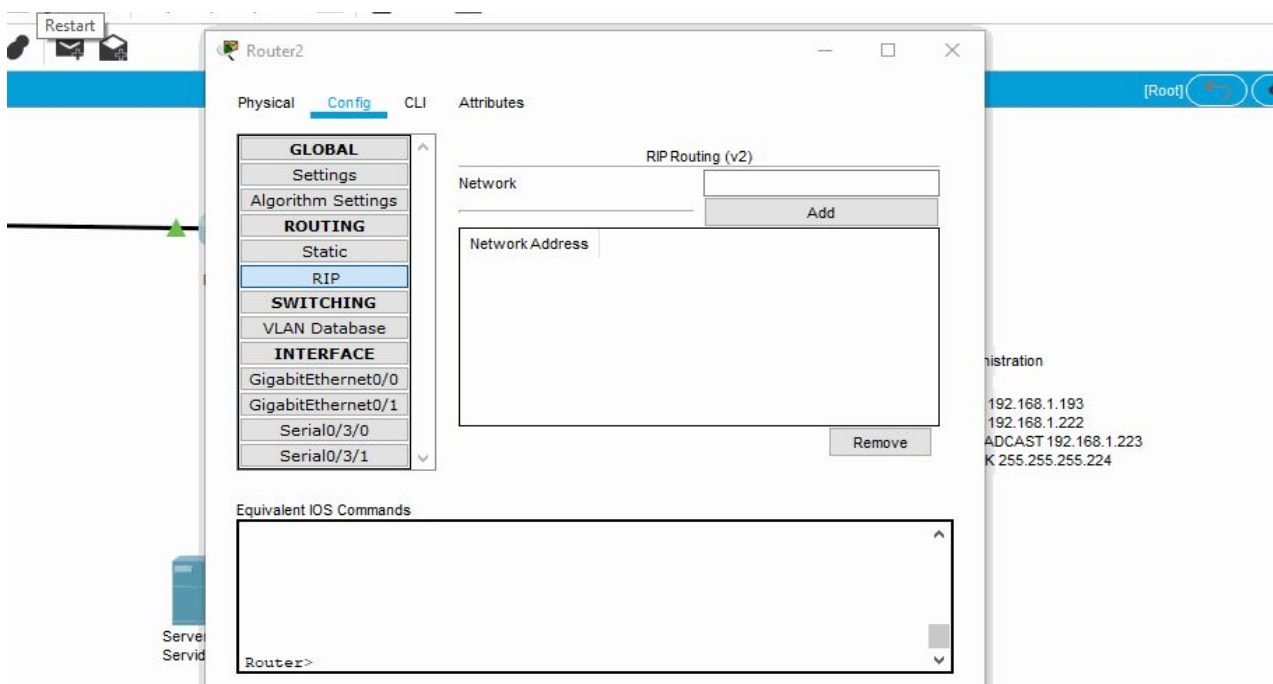 Restart
Router2
[Root]
Physical Config CLI Attributes
GLOBAL
Settings
Algorithm Settings
ROUTING
Static
RIP
SWITCHING
VLAN Database
INTERFACE
GigabitEthernet0/0
GigabitEthernet0/1
Serial0/3/0
Serial0/3/1
RIP Routing (v2)
Network
Add
Network Address
Remove
Equivalent IOS Commands
Router>
nistration
192.168.1.193
192.168.1.222
ADCAST 192.168.1.223
K 255.255.255.224
Server
Servid